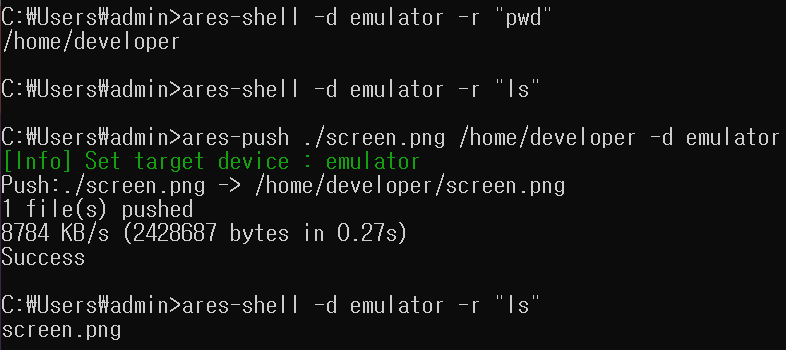 C:₩Users₩admin>ares-shell -d emulator -r "pwd"
/home/developer
C:₩Users₩admin>ares-shell -d emulator -r "ls"
C:₩Users₩admin>ares-push ./screen.png /home/developer -d emulator
[Info] Set target device : emulator
Push:./screen.png -> /home/developer/screen.png
1 file(s) pushed
8784 KB/s (2428687 bytes in 0.27s)
Success
C:₩Users₩admin>ares-shell -d emulator -r "ls"
screen.png